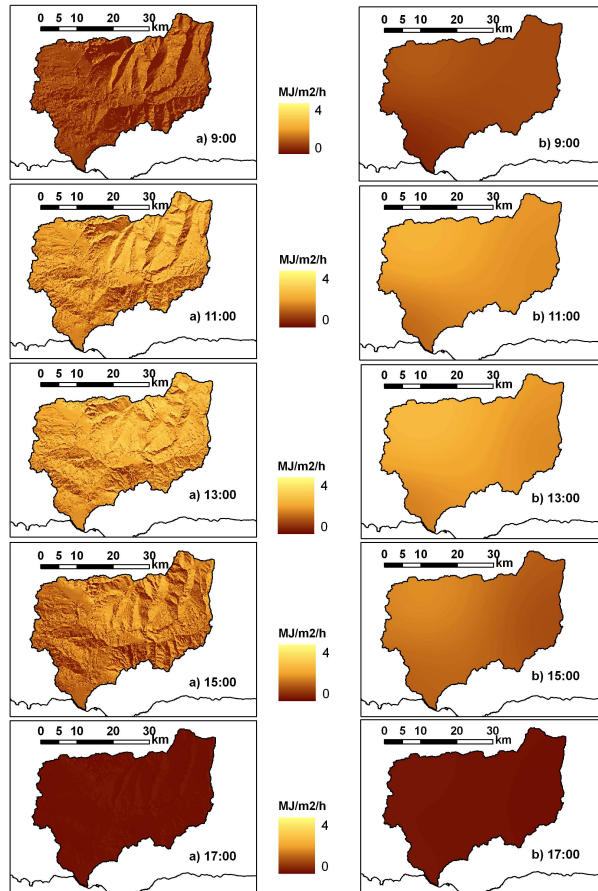 0 5 10 20 30
km
MJ/m2/h
4
0
a) 9:00
0 5 10 20 30
km
b) 9:00
0 5 10 20 30
km
MJ/m2/h
4
0
a) 11:00
0 5 10 20 30
km
b) 11:00
0 5 10 20 30
km
MJ/m2/h
4
0
a) 13:00
0 5 10 20 30
km
b) 13:00
0 5 10 20 30
km
MJ/m2/h
4
0
a) 15:00
0 5 10 20 30
km
b) 15:00
0 5 10 20 30
km
MJ/m2/h
4
0
a) 17:00
0 5 10 20 30
km
b) 17:00